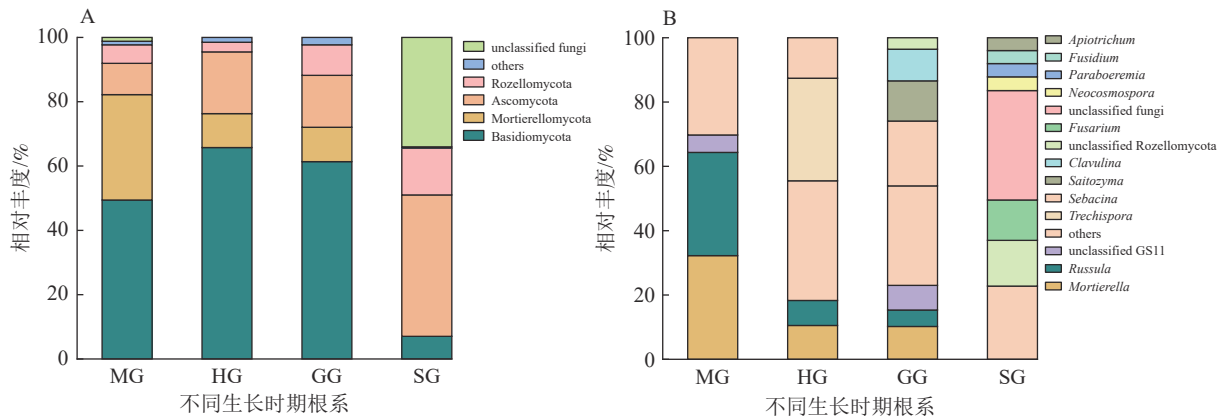 A
100
80
60
40
20
0
相对丰度/%
MG HG GG SG
不同生长时期根系
unclassified fungi
others
Rozellomycota
Ascomycota
Mortierellomycota
Basidiomycota
B
100
80
60
40
20
0
相对丰度/%
MG HG GG SG
不同生长时期根系
Apiotrichum
Fusidium
Paraboeremia
Neocosmospora
unclassified fungi
Fusarium
unclassified Rozellomycota
Clavulina
Saitozyma
Sebacina
Trechispora
others
unclassified GS11
Russula
Mortierella